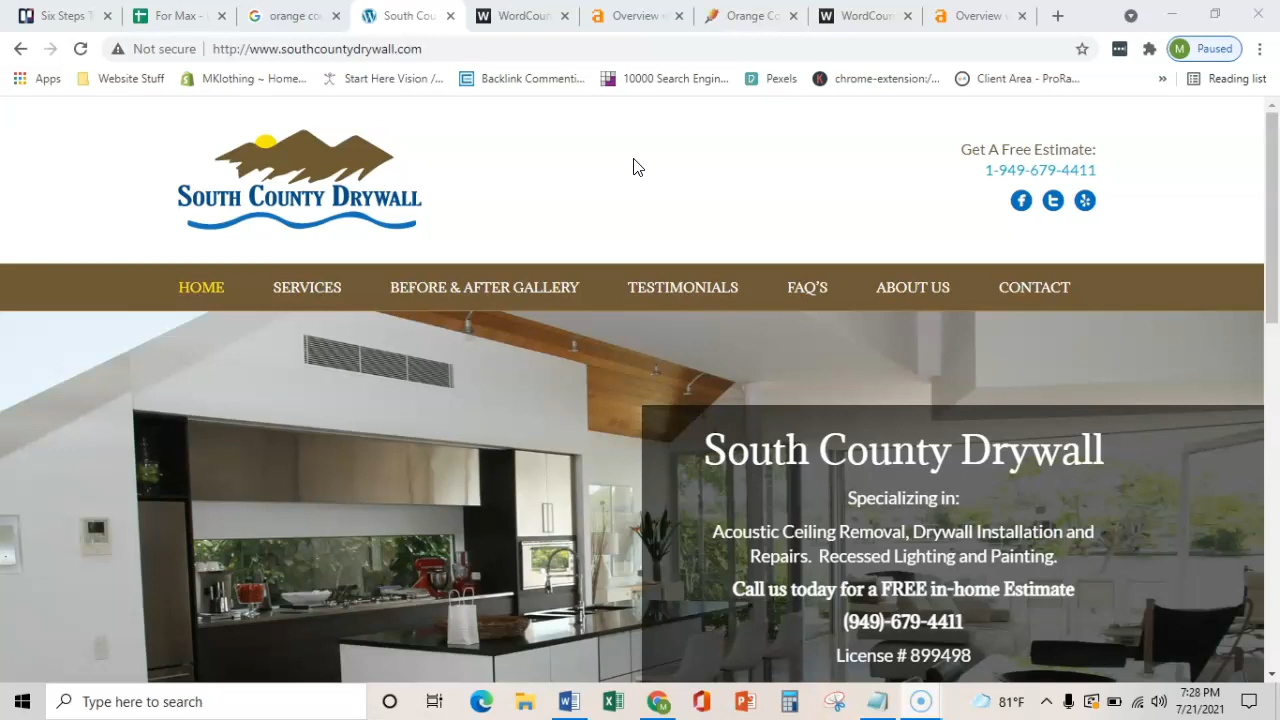 Six Steps T
For Max -
orange cou
South Cou
WordCoun
Overview
Orange Co
WordCoun
Overview
Not secure
http://www.southcountydrywall.com
M
Paused
Apps
Website Stuff
MKlothing ~ Home...
Start Here Vision /...
Backlink Commenti...
10000 Search Engin...
Pexels
chrome-extension:/...
Client Area - ProRa...
»
Reading list
SOUTH COUNTY DRYWALL
Get A Free Estimate:
1-949-679-4411
HOME
SERVICES
BEFORE & AFTER GALLERY
TESTIMONIALS
FAQ'S
ABOUT US
CONTACT
South County Drywall
Specializing in:
Acoustic Ceiling Removal, Drywall Installation and
Repairs. Recessed Lighting and Painting.
Call us today for a FREE in-home Estimate
(949)-679-4411
License # 899498
Type here to search
81°F
7:28 PM
7/21/2021